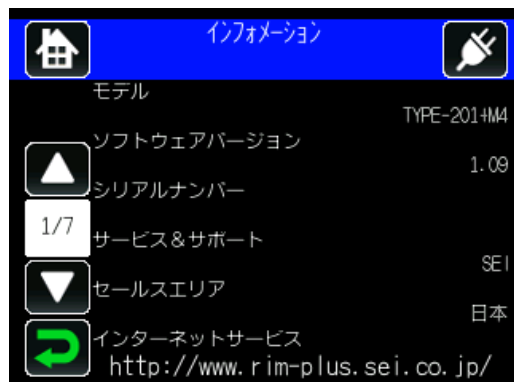 インフォメーション
モデル
TYPE-201+M4
ソフトウェアバージョン
1.09
シリアルナンバー
1/7
サービス&サポート
SEI
セールスエリア
日本
インターネットサービス
http://www.rim-plus.sei.co.jp/